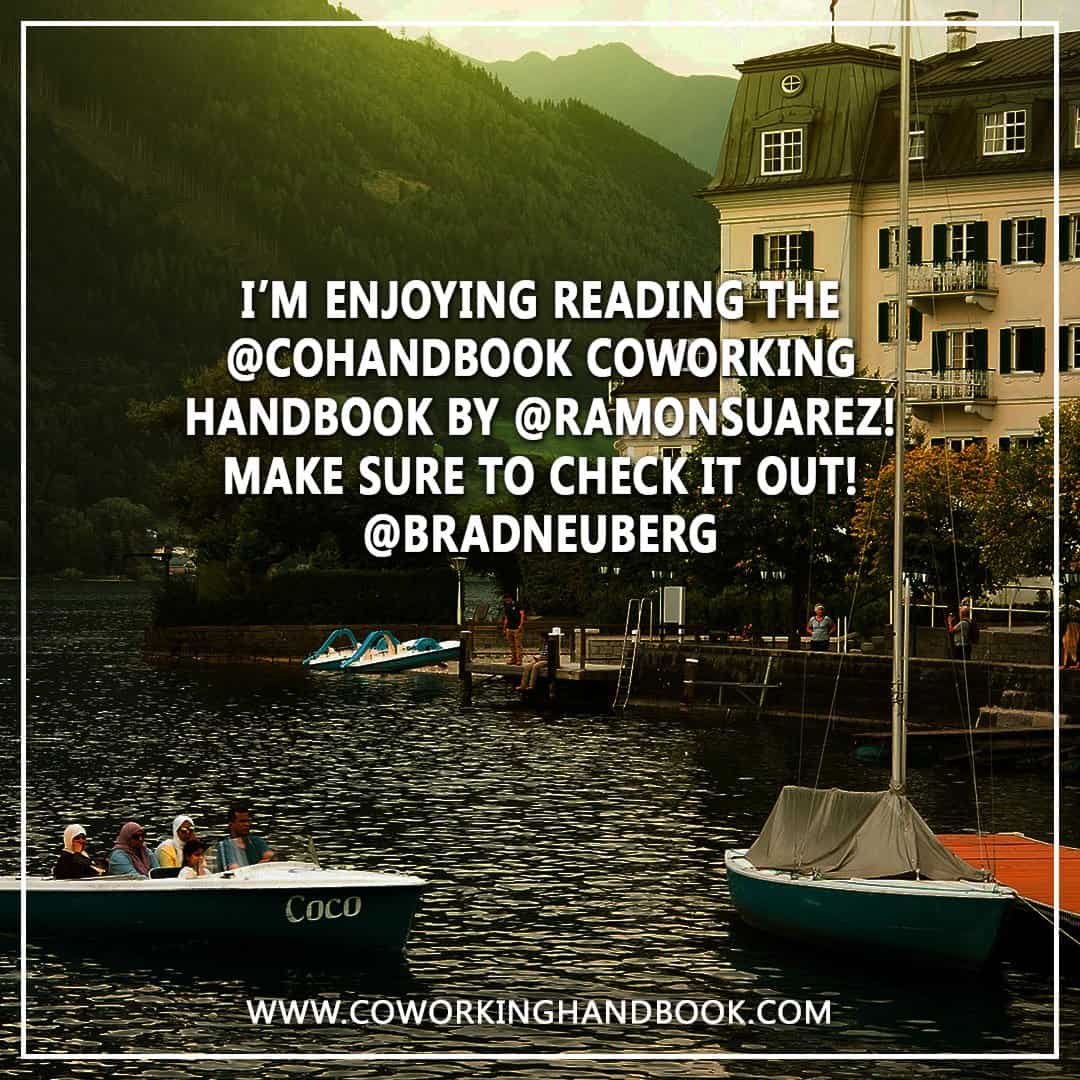 I'M ENJOYING READING THE
@COHANDBOOK COWORKING
HANDBOOK BY @RAMONSUAREZ!
MAKE SURE TO CHECK IT OUT!
@BRADNEUBERG
Coco
WWW.COWORKINGHANDBOOK.COM